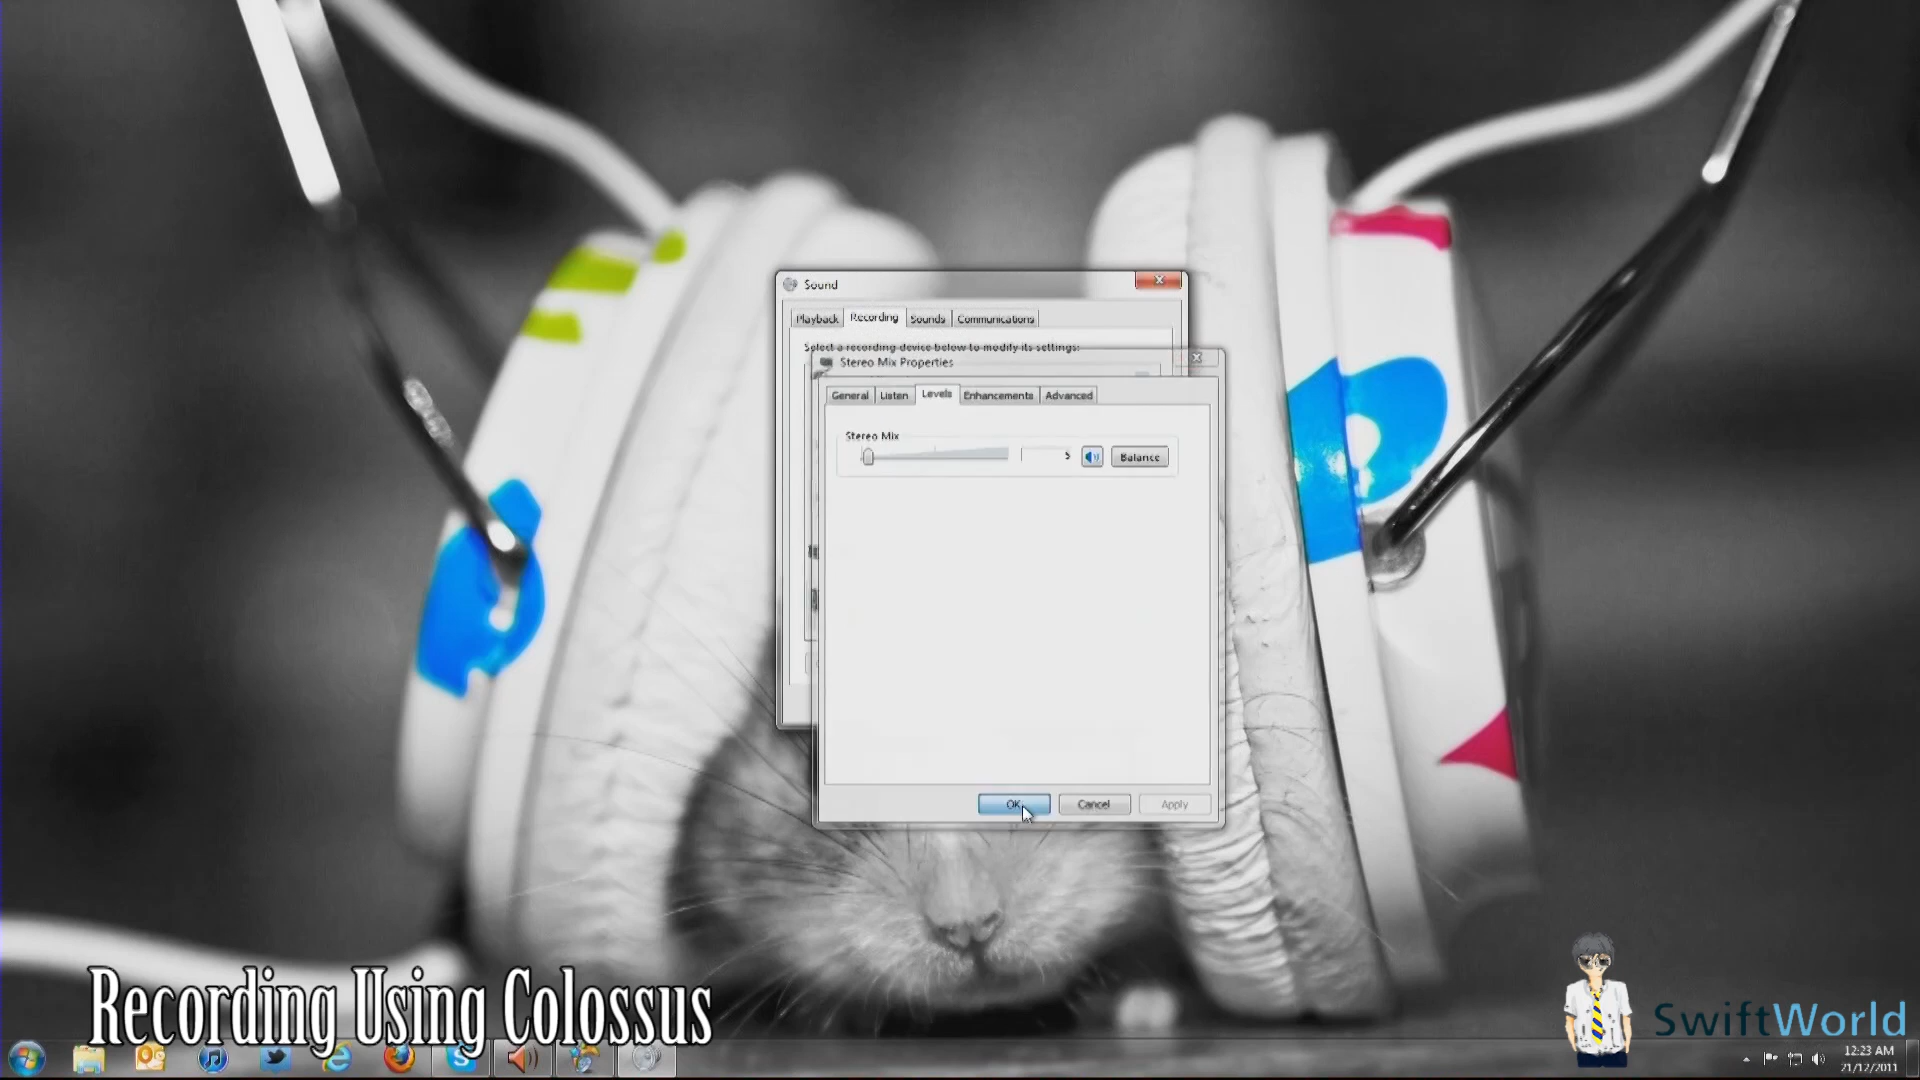 Sound
Playback Recording Sounds Communications
Select a recording device below to modify its settings:
Stereo Mix Properties
General Listen Levels Enhancements Advanced
Stereo Mix
5 Balance
OK Cancel Apply
Recording Using Colossus
SwiftWorld
12:23 AM
21/12/2011